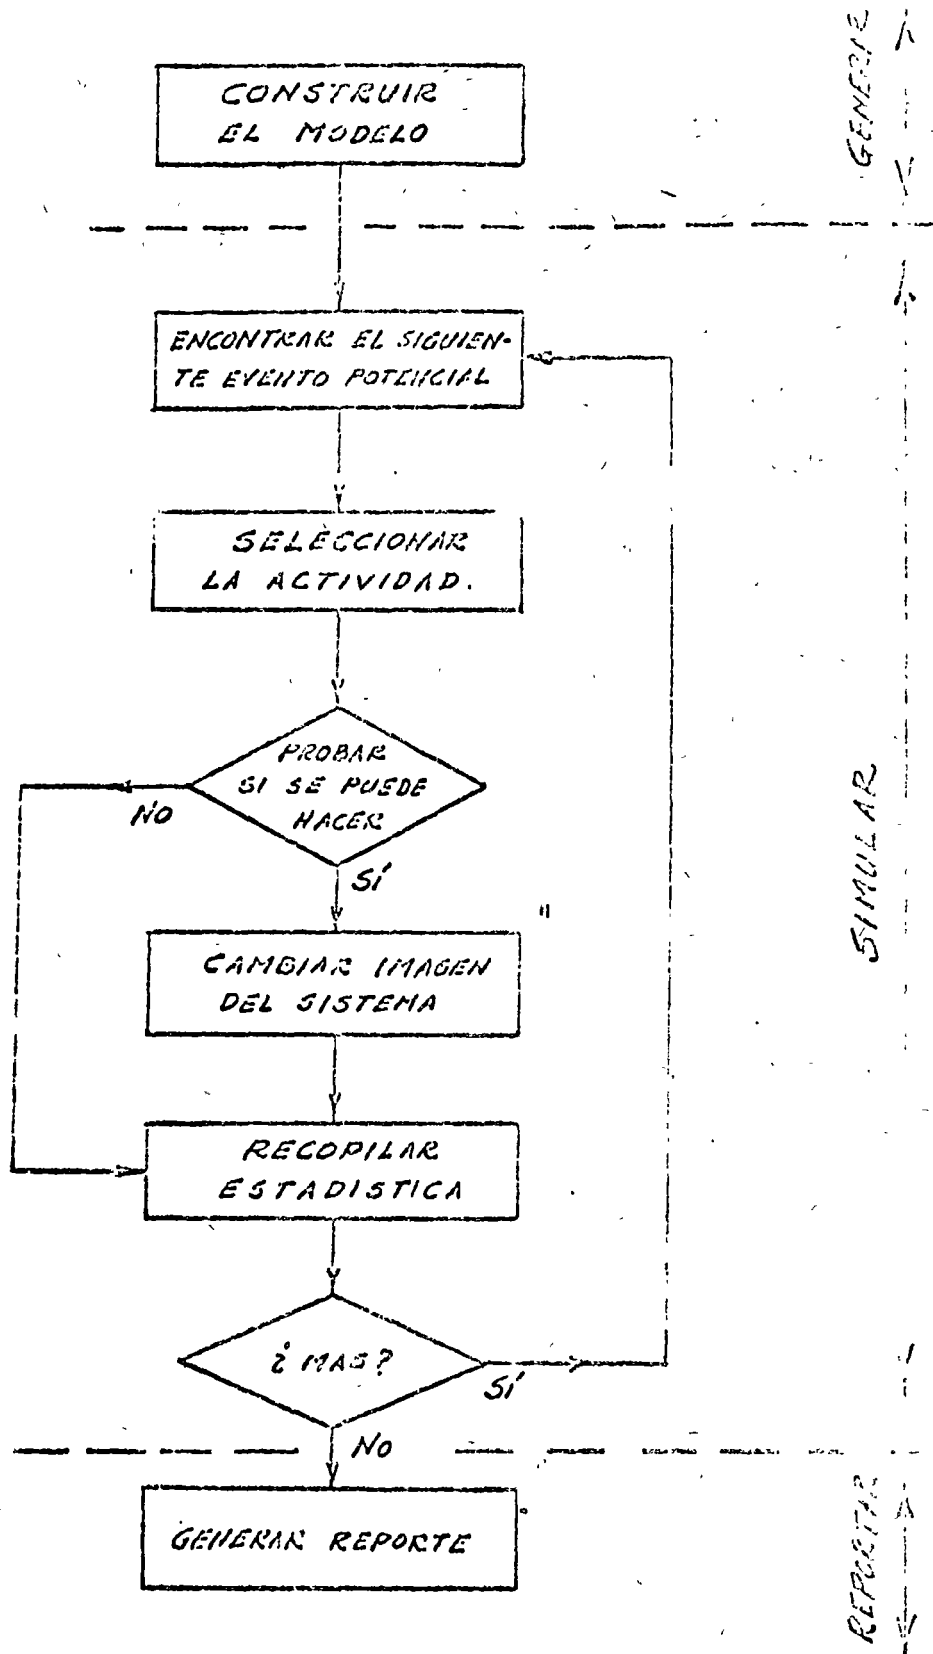 CONSTRUIR
EL MODELO
ENCONTRAR EL SIGUIEN-
TE EVENTO POTENCIAL
SELECCIONAR
LA ACTIVIDAD.
PROBAR
SI SE PUEDE
HACER
NO
SÍ
CAMBIAR IMAGEN
DEL SISTEMA
RECOPILAR
ESTADISTICA
¿MAS?
SÍ
NO
GENERAR REPORTE
SIMULAR
REPORTAR